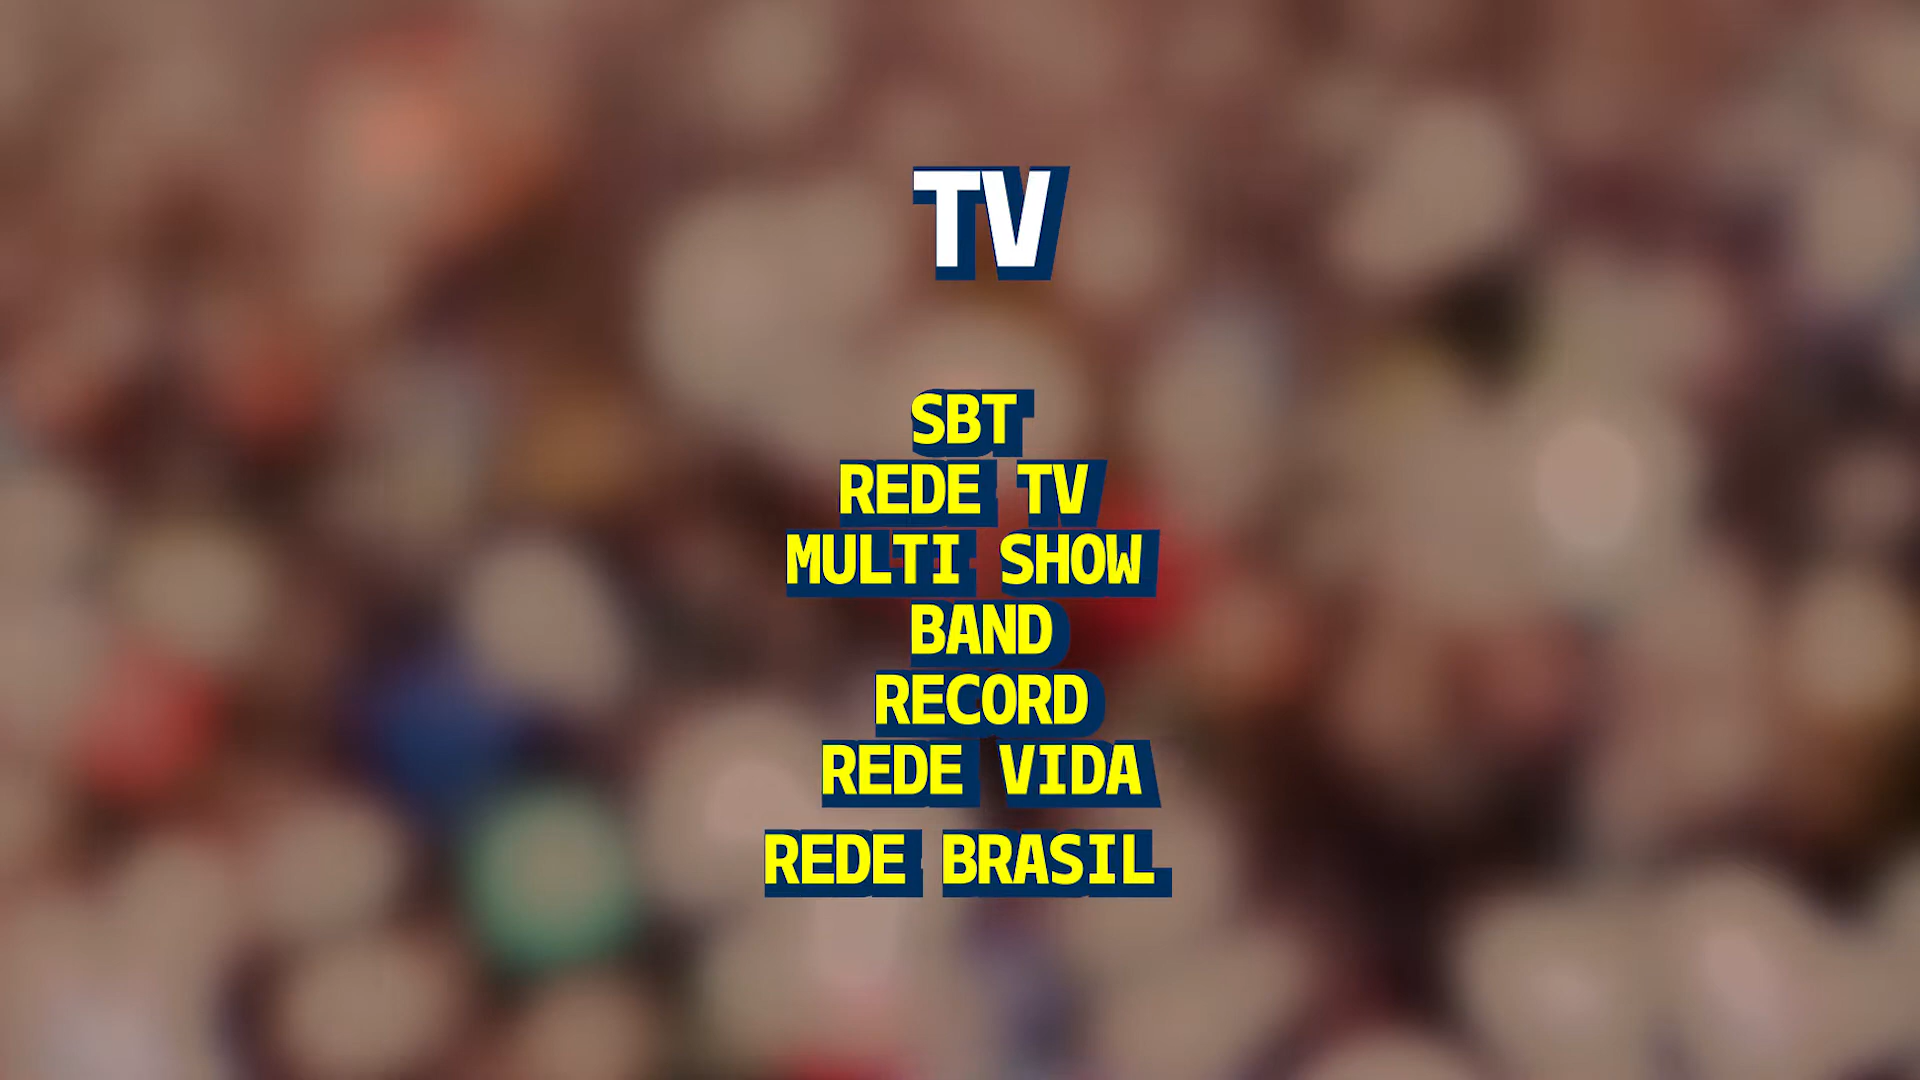 TV
SBT
REDE TV
MULTI SHOW
BAND
RECORD
REDE VIDA
REDE BRASIL